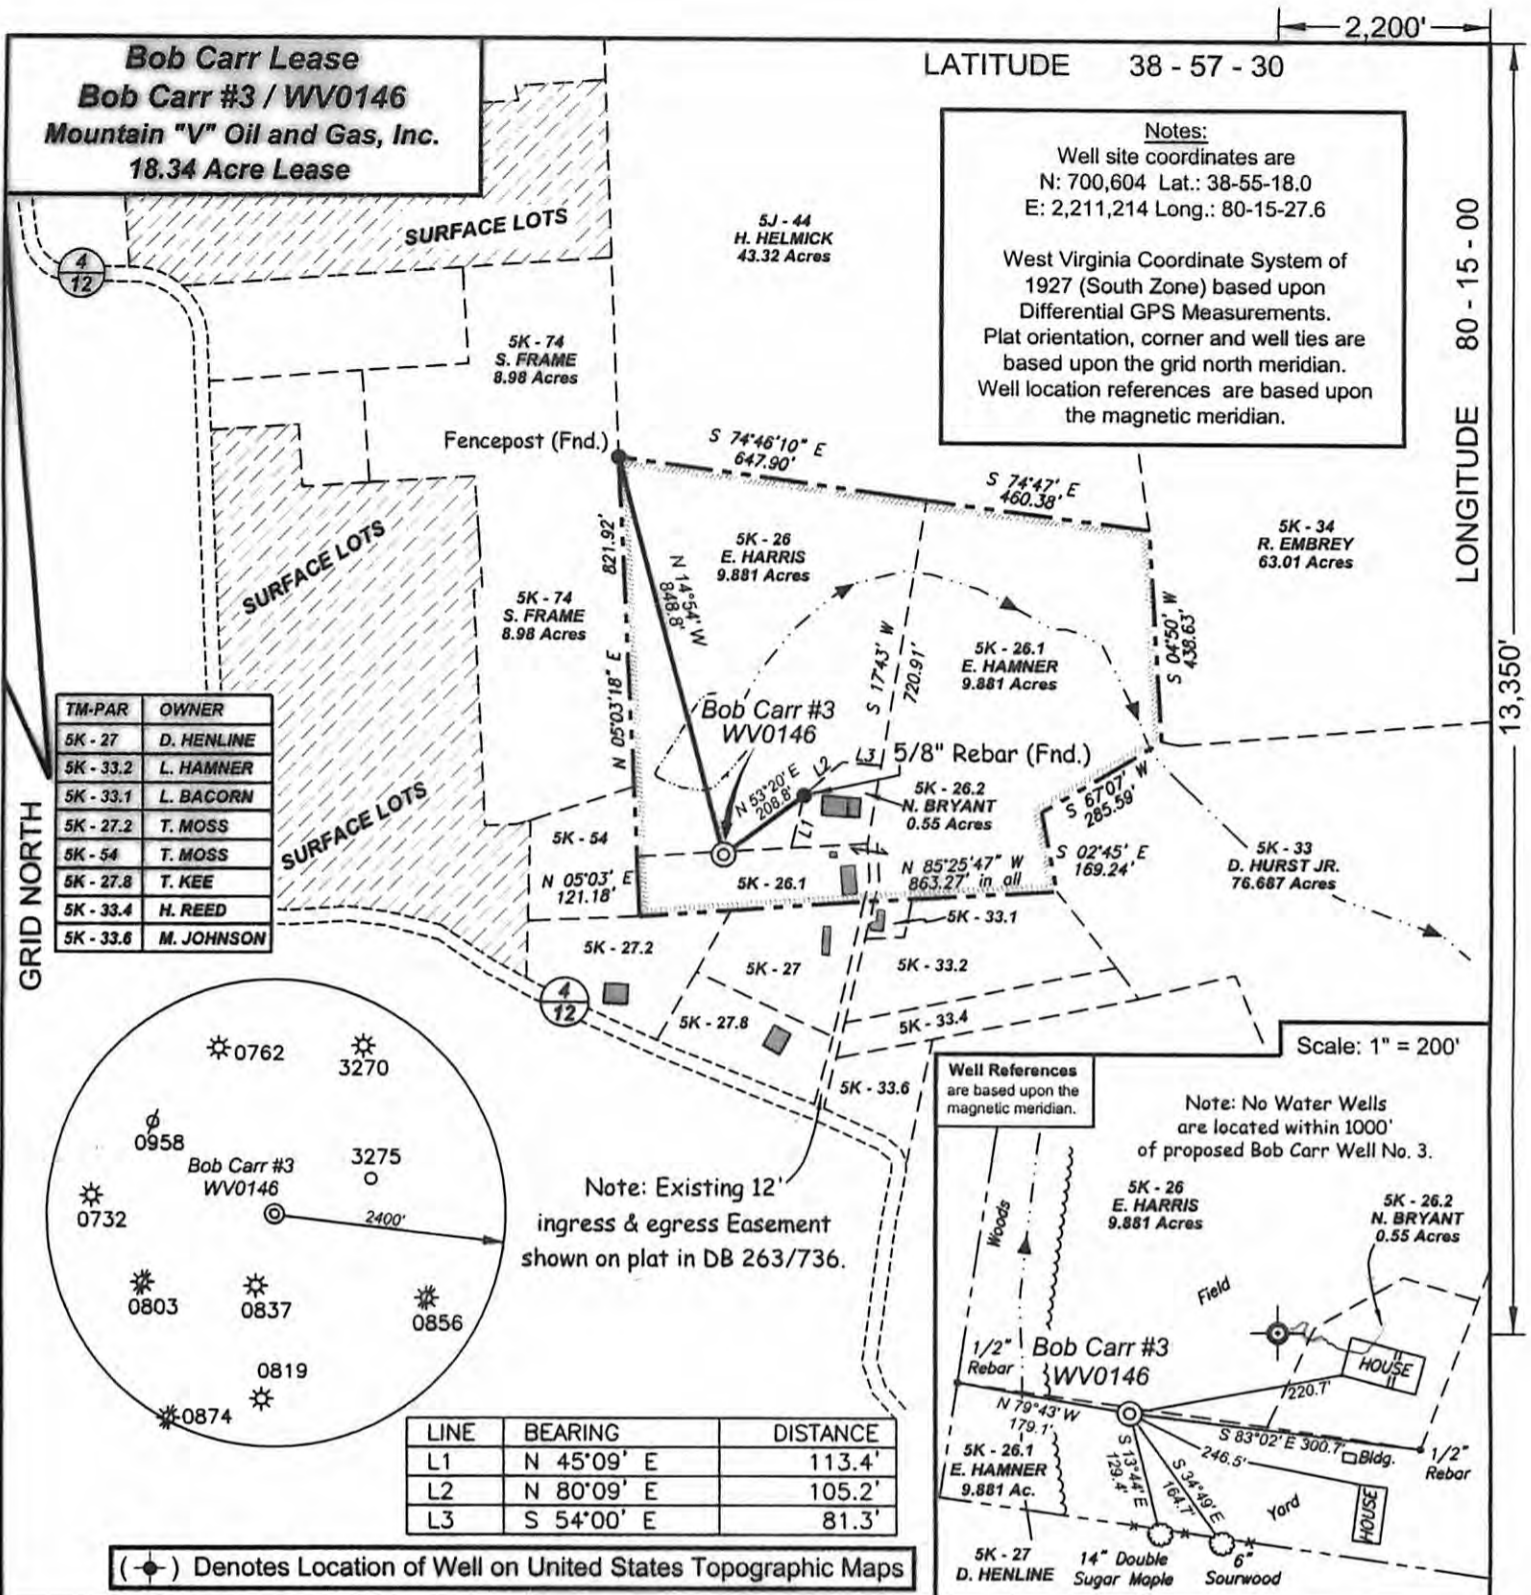 2,200'
Bob Carr Lease
Bob Carr #3 / WV0146
Mountain "V" Oil and Gas, Inc.
18.34 Acre Lease
LATITUDE 38 - 57 - 30
Notes:
Well site coordinates are
N: 700,604 Lat.: 38-55-18.0
E: 2,211,214 Long.: 80-15-27.6
West Virginia Coordinate System of
1927 (South Zone) based upon
Differential GPS Measurements.
Plat orientation, corner and well ties are
based upon the grid north meridian.
Well location references are based upon
the magnetic meridian.
LONGITUDE 80 - 15 - 00
13,350'
SURFACE LOTS
4
12
5J - 44
H. HELMICK
43.32 Acres
5K - 74
S. FRAME
8.98 Acres
Fencepost (Fnd.)
S 74°46'10" E
647.90'
S 74°47' E
460.38'
5K - 34
R. EMBREY
63.01 Acres
SURFACE LOTS
821.92'
N 05°03'18" E
5K - 26
E. HARRIS
9.881 Acres
N 14°54' W
848.8'
5K - 74
S. FRAME
8.98 Acres
S 17°43' W
720.91'
5K - 26.1
E. HAMNER
9.881 Acres
S 04°50' W
438.63'
Bob Carr #3
WV0146
L3
L2
L1
5/8" Rebar (Fnd.)
N 53°20' E
208.8'
5K - 26.2
N. BRYANT
0.55 Acres
S 67°07' W
285.59'
SURFACE LOTS
5K - 54
N 05°03' E
121.18'
5K - 26.1
N 85°25'47" W
863.27' in all
S 02°45' E
169.24'
5K - 33
D. HURST JR.
76.687 Acres
TM-PAR OWNER
5K - 27 D. HENLINE
5K - 33.2 L. HAMNER
5K - 33.1 L. BACORN
5K - 27.2 T. MOSS
5K - 54 T. MOSS
5K - 27.8 T. KEE
5K - 33.4 H. REED
5K - 33.6 M. JOHNSON
GRID NORTH
5K - 33.1
5K - 27.2
5K - 27
5K - 33.2
4
12
5K - 27.8
5K - 33.4
5K - 33.6
0762
3270
0958
3275
Bob Carr #3
WV0146
0732
2400'
0803
0837
0856
0819
0874
Note: Existing 12'
ingress & egress Easement
shown on plat in DB 263/736.
LINE BEARING DISTANCE
L1 N 45°09' E 113.4'
L2 N 80°09' E 105.2'
L3 S 54°00' E 81.3'
( ) Denotes Location of Well on United States Topographic Maps
Scale: 1" = 200'
Well References
are based upon the
magnetic meridian.
Note: No Water Wells
are located within 1000'
of proposed Bob Carr Well No. 3.
5K - 26
E. HARRIS
9.881 Acres
5K - 26.2
N. BRYANT
0.55 Acres
Woods
Field
1/2"
Rebar
Bob Carr #3
WV0146
HOUSE
220.7'
N 79°43' W
179.1'
S 83°02' E 300.7'
Bldg.
1/2"
Rebar
246.5'
5K - 26.1
E. HAMNER
9.881 Ac.
S 13°44' E
129.4'
S 34°49' E
164.7'
Yard
HOUSE
5K - 27
D. HENLINE
14" Double
Sugar Maple
6"
Sourwood